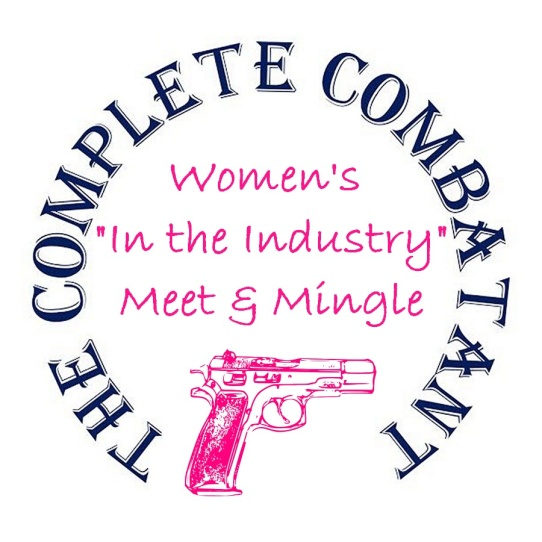 THE COMPLETE COMBATANT
Women's
"In the Industry"
Meet & Mingle